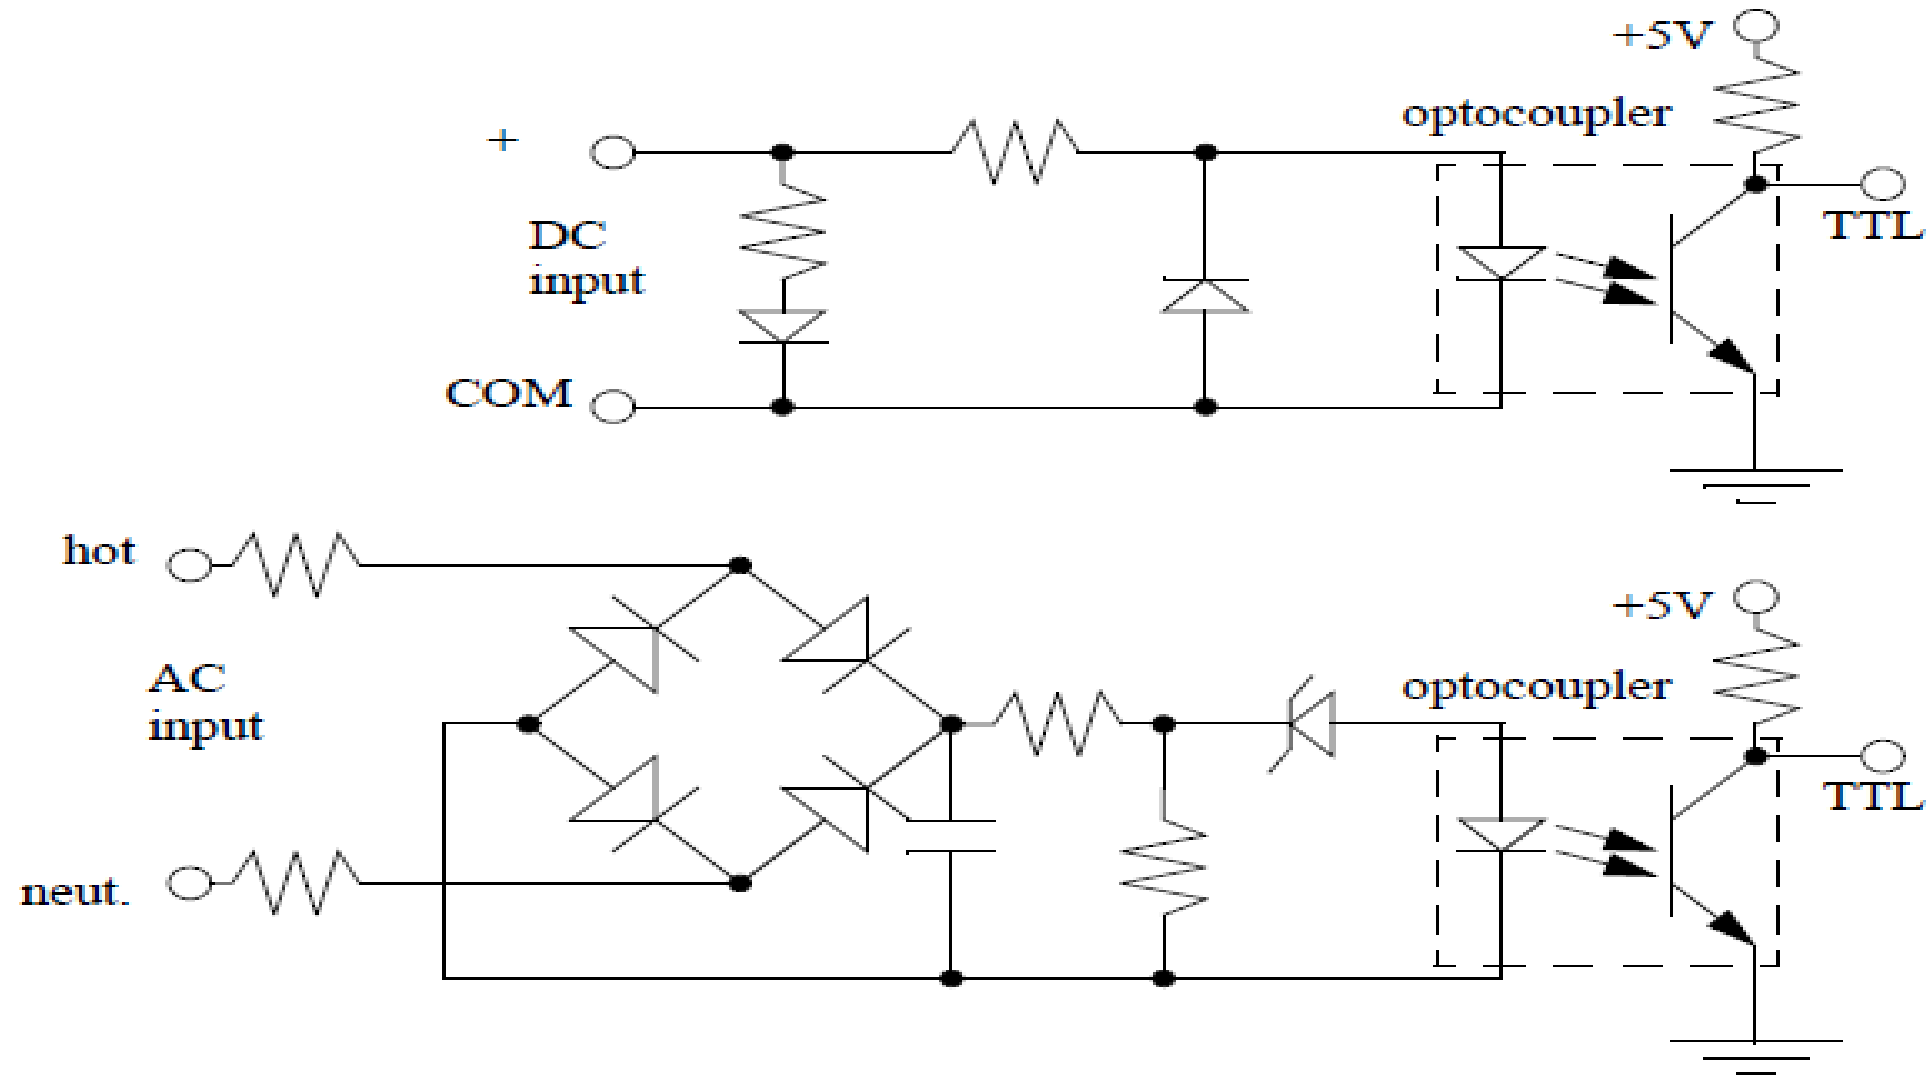 +5V
optocoupler
+
TTL
DC
input
COM
hot
+5V
AC
input
optocoupler
TTL
neut.